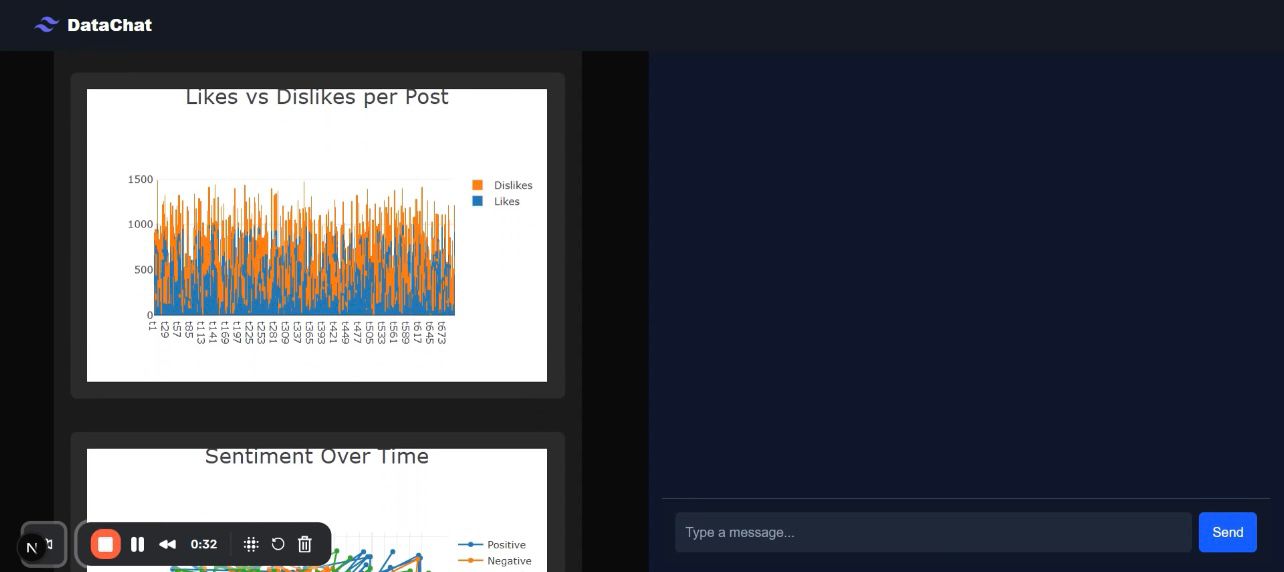 DataChat
Likes vs Dislikes per Post
1500
1000
500
0
Dislikes
Likes
t1
t29
t57
t85
t113
t141
t169
t197
t225
t253
t281
t309
t337
t365
t393
t421
t449
t477
t505
t533
t561
t589
t617
t645
t673
Sentiment Over Time
Positive
Negative
N
0:32
Type a message...
Send